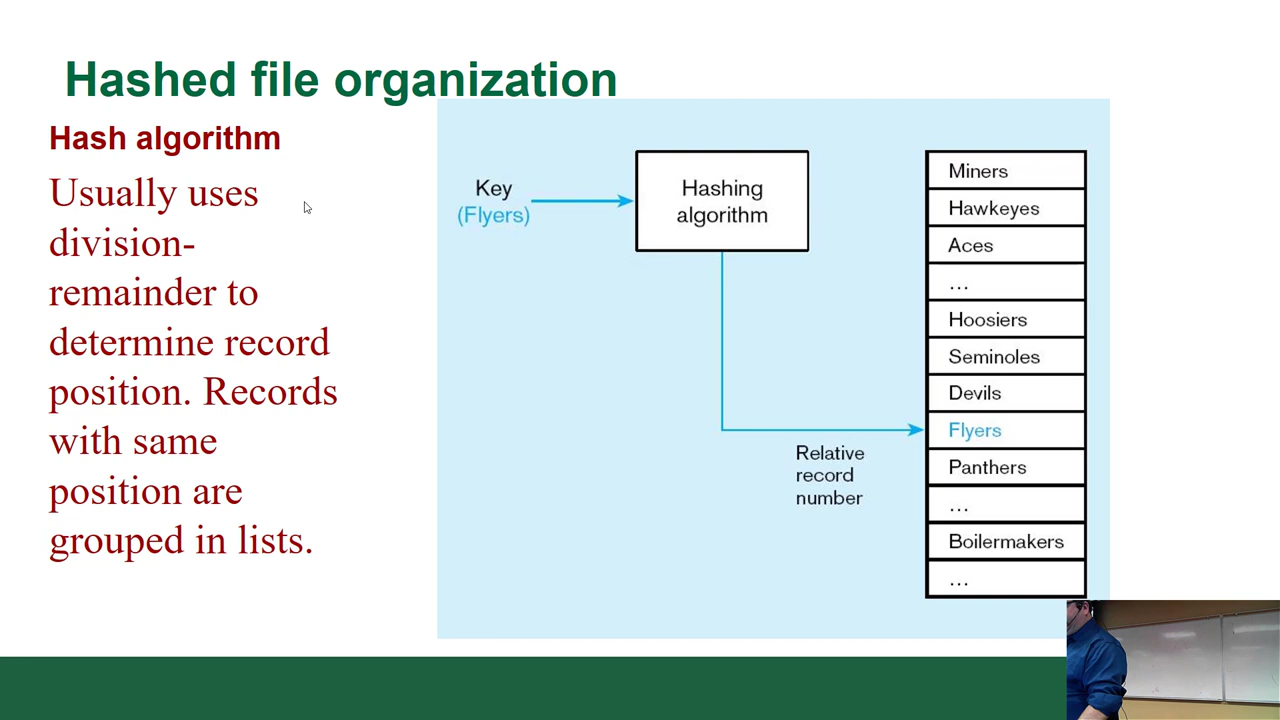 Hashed file organization
Hash algorithm
Usually uses
division-
remainder to
determine record
position. Records
with same
position are
grouped in lists.
Key
(Flyers)
Hashing
algorithm
Relative
record
number
Miners
Hawkeyes
Aces
...
Hoosiers
Seminoles
Devils
Flyers
Panthers
...
Boilermakers
...